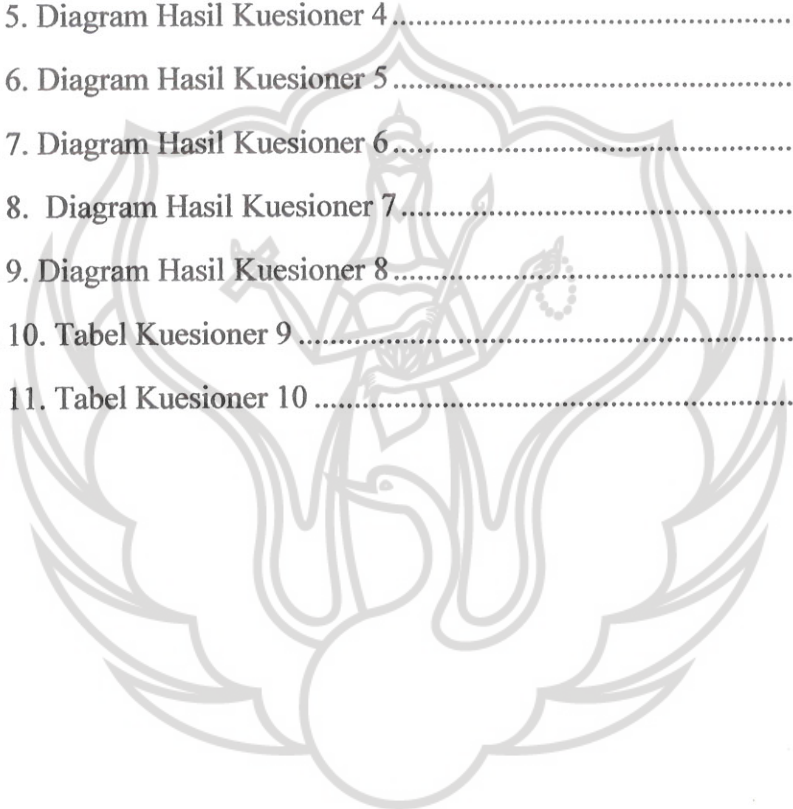 5. Diagram Hasil Kuesioner 4..................................................
6. Diagram Hasil Kuesioner 5..................................................
7. Diagram Hasil Kuesioner 6..................................................
8.  Diagram Hasil Kuesioner 7.................................................
9. Diagram Hasil Kuesioner 8..................................................
10. Tabel Kuesioner 9 .............................................................
11. Tabel Kuesioner 10 ...........................................................